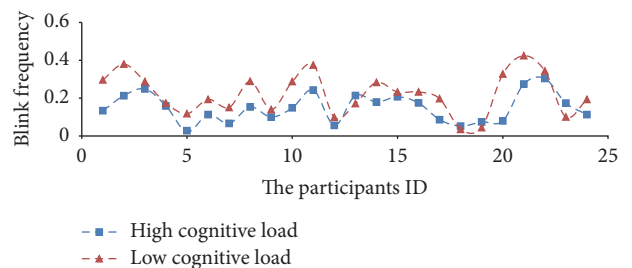 Blink frequency
0.6
0.4
0.2
0
0 5 10 15 20 25
The participants ID
High cognitive load
Low cognitive load